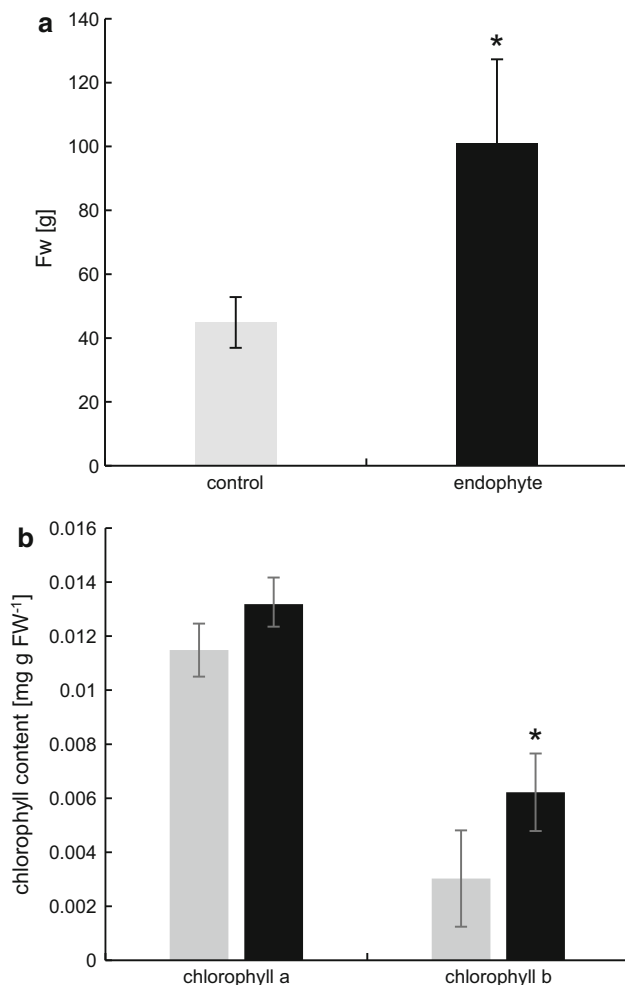 a
140
120
100
80
60
40
20
0
Fw [g]
*
control
endophyte
b
0.016
0.014
0.012
0.01
0.008
0.006
0.004
0.002
0
chlorophyll content [mg g FW⁻¹]
*
chlorophyll a
chlorophyll b